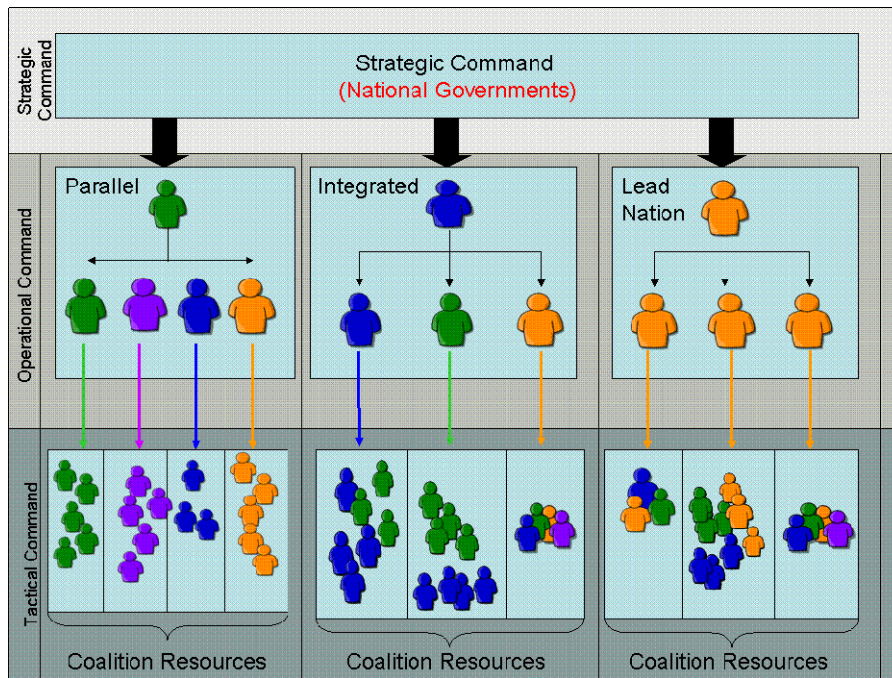 Strategic
Command
Strategic Command
(National Governments)
Operational Command
Parallel
Integrated
Lead
Nation
Tactical Command
Coalition Resources
Coalition Resources
Coalition Resources